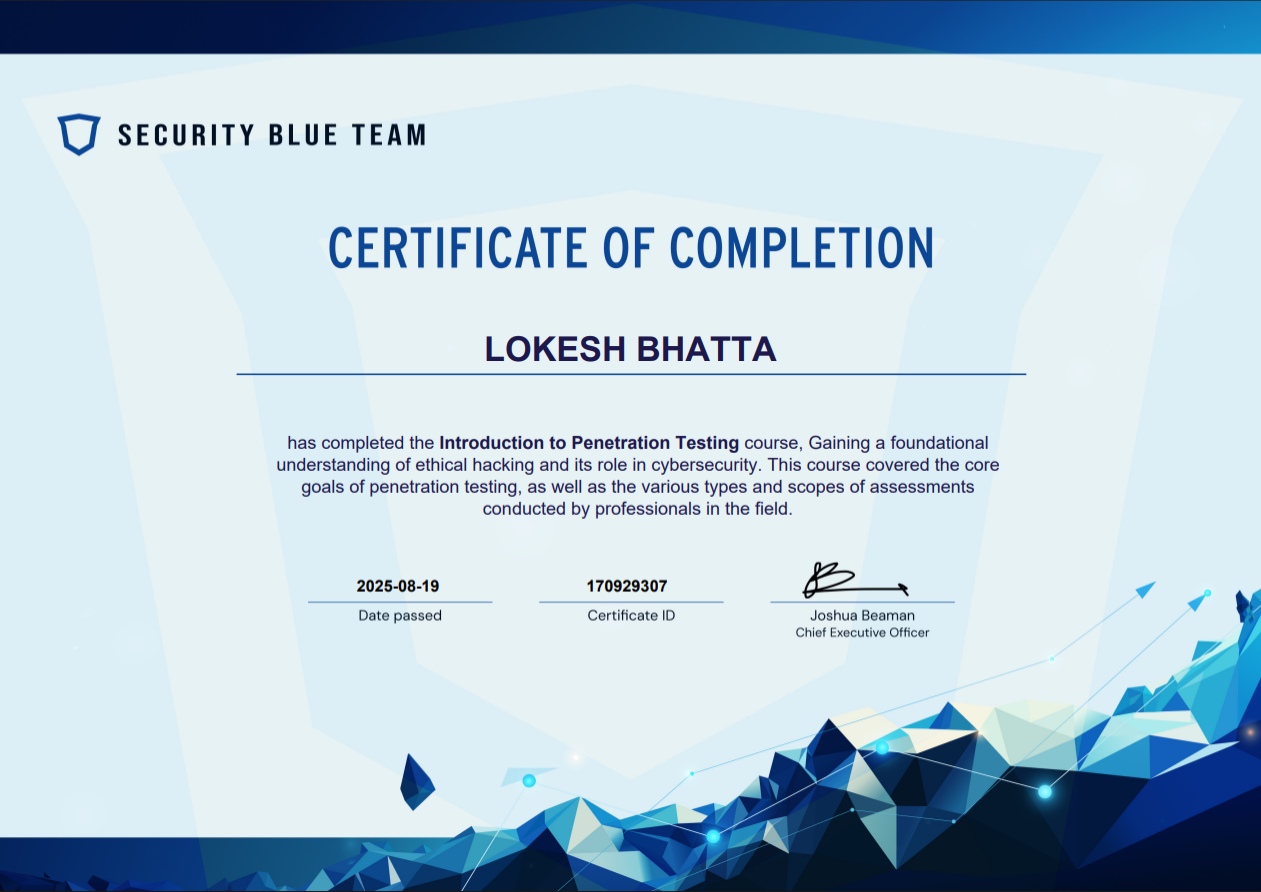 SECURITY BLUE TEAM
CERTIFICATE OF COMPLETION
LOKESH BHATTA
has completed the Introduction to Penetration Testing course, Gaining a foundational
understanding of ethical hacking and its role in cybersecurity. This course covered the core
goals of penetration testing, as well as the various types and scopes of assessments
conducted by professionals in the field.
2025-08-19
Date passed
170929307
Certificate ID
Joshua Beaman
Chief Executive Officer